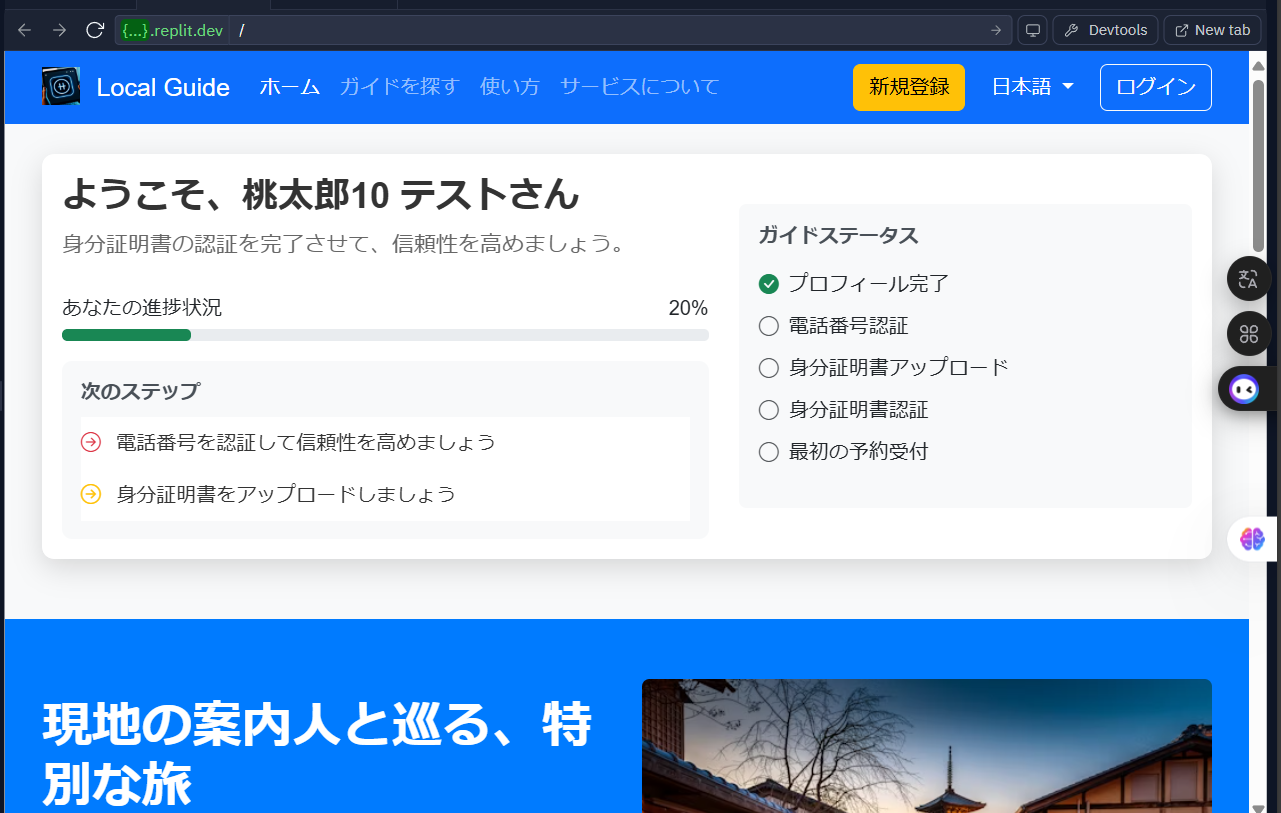 {...}.replit.dev /
Devtools
New tab
Local Guide
ホーム
ガイドを探す
使い方
サービスについて
新規登録
日本語
ログイン
ようこそ、桃太郎10 テストさん
身分証明書の認証を完了させて、信頼性を高めましょう。
あなたの進捗状況
20%
次のステップ
電話番号を認証して信頼性を高めましょう
身分証明書をアップロードしましょう
ガイドステータス
プロフィール完了
電話番号認証
身分証明書アップロード
身分証明書認証
最初の予約受付
現地の案内人と巡る、特
別な旅